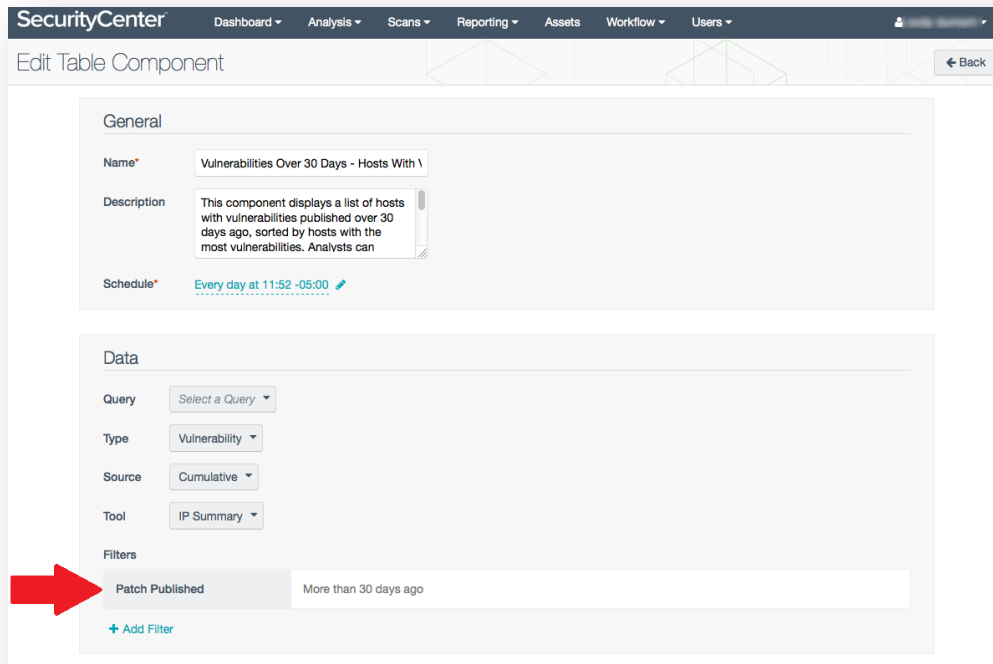 SecurityCenter Dashboard Analysis Scans Reporting Assets Workflow Users
Edit Table Component
Back
General
Name* Vulnerabilities Over 30 Days - Hosts With
Description This component displays a list of hosts
with vulnerabilities published over 30
days ago, sorted by hosts with the
most vulnerabilities. Analysts can
Schedule* Every day at 11:52 -05:00
Data
Query Select a Query
Type Vulnerability
Source Cumulative
Tool IP Summary
Filters
Patch Published More than 30 days ago
+ Add Filter